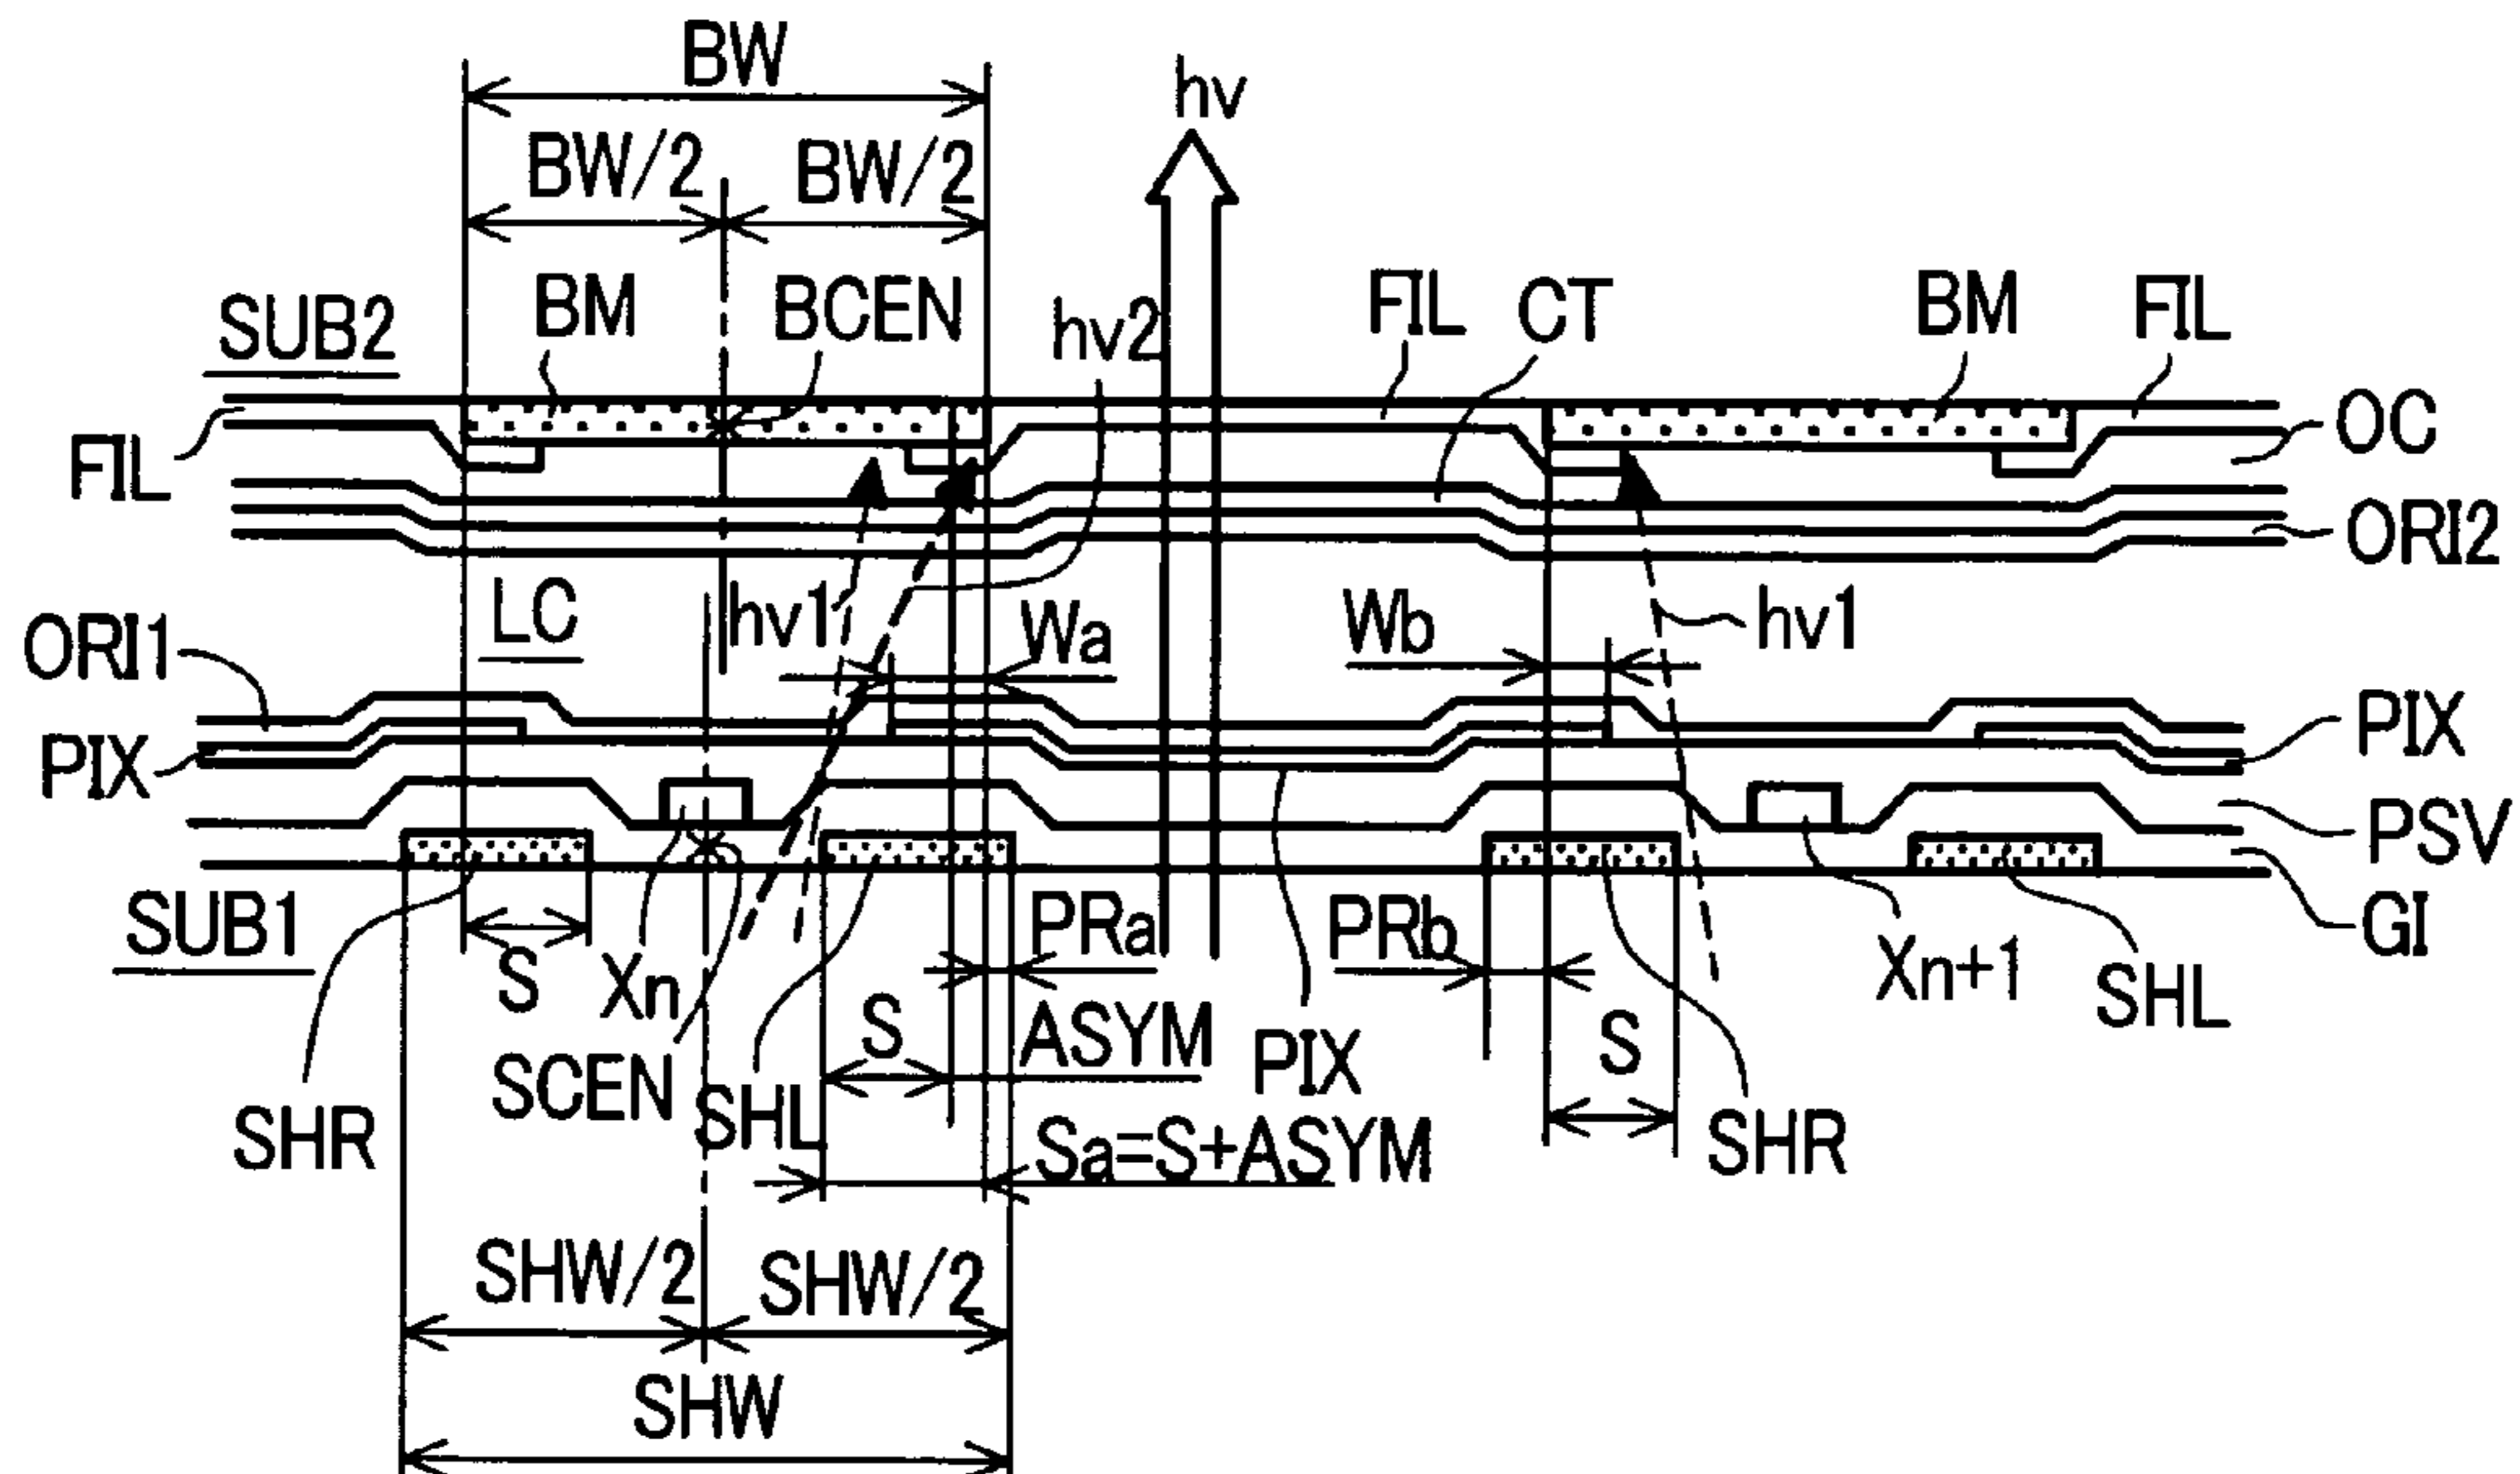 BW
hv
BW/2 BW/2
SUB2 BM BCEN hv2 FIL CT BM FIL
OC
FIL
ORI2
LC hv1 Wa Wb hv1
ORI1
PIX PIX
PSV
SUB1 PRa PRb GI
S Xn Xn+1 SHL
S ASYM PIX S
SCEN SHL
SHR Sa=S+ASYM SHR
SHW/2 SHW/2
SHW